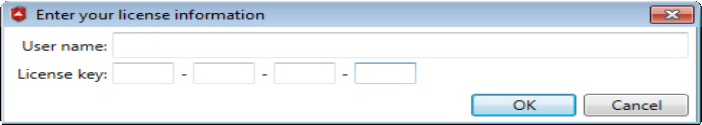 Enter your license information
User name:
License key: - - -
OK Cancel